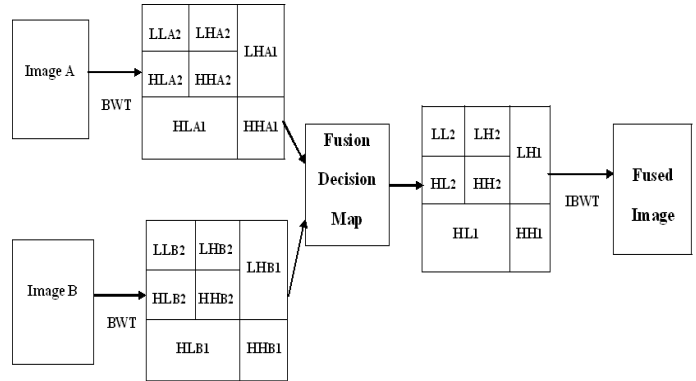 Image A
BWT
LLA2 LHA2 LHA1
HLA2 HHA2
HLA1 HHA1
Image B
BWT
LLB2 LHB2 LHB1
HLB2 HHB2
HLB1 HHB1
Fusion
Decision
Map
LL2 LH2 LH1
HL2 HH2
HL1 HH1
IBWT
Fused
Image